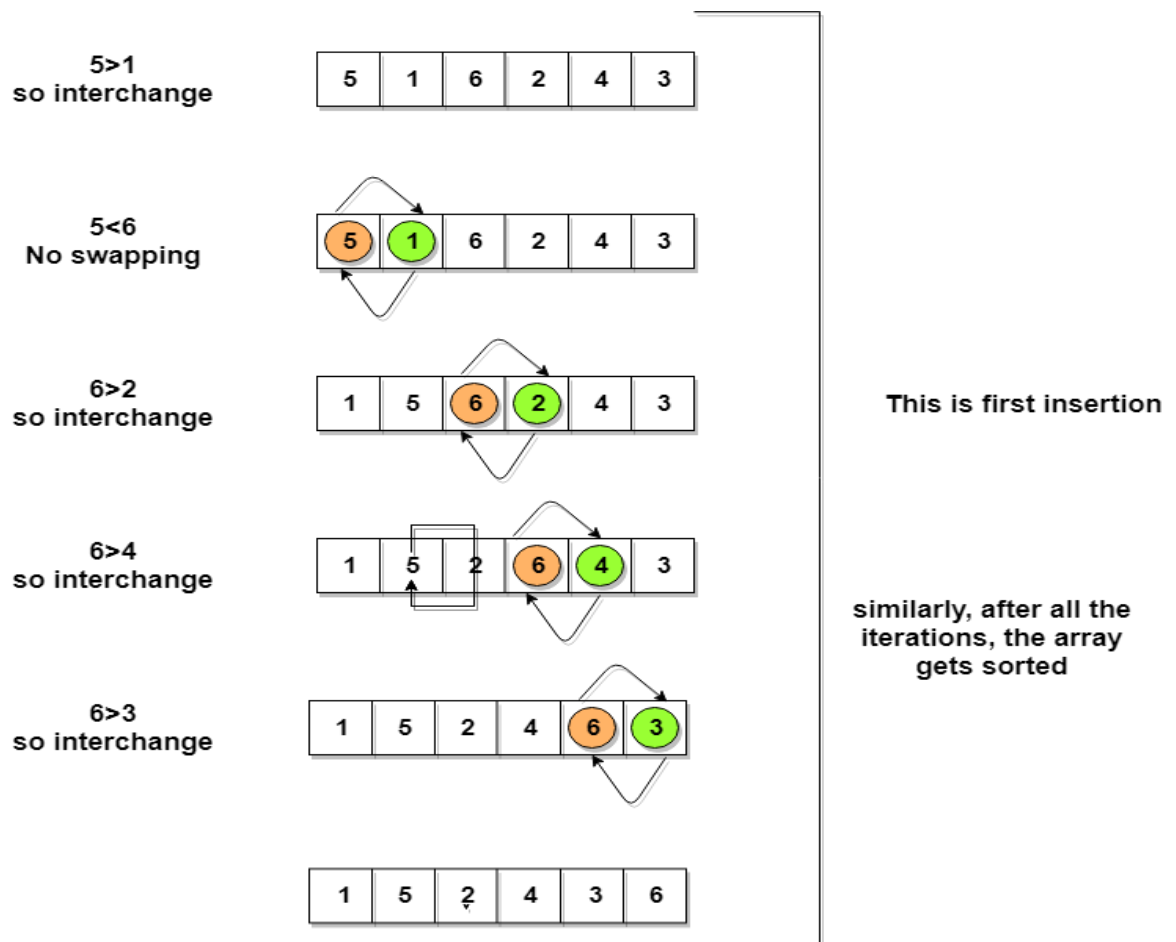 5>1
so interchange
5 1 6 2 4 3
5<6
No swapping
5 1 6 2 4 3
6>2
so interchange
1 5 6 2 4 3
This is first insertion
6>4
so interchange
1 5 2 6 4 3
similarly, after all the
iterations, the array
gets sorted
6>3
so interchange
1 5 2 4 6 3
1 5 2 4 3 6